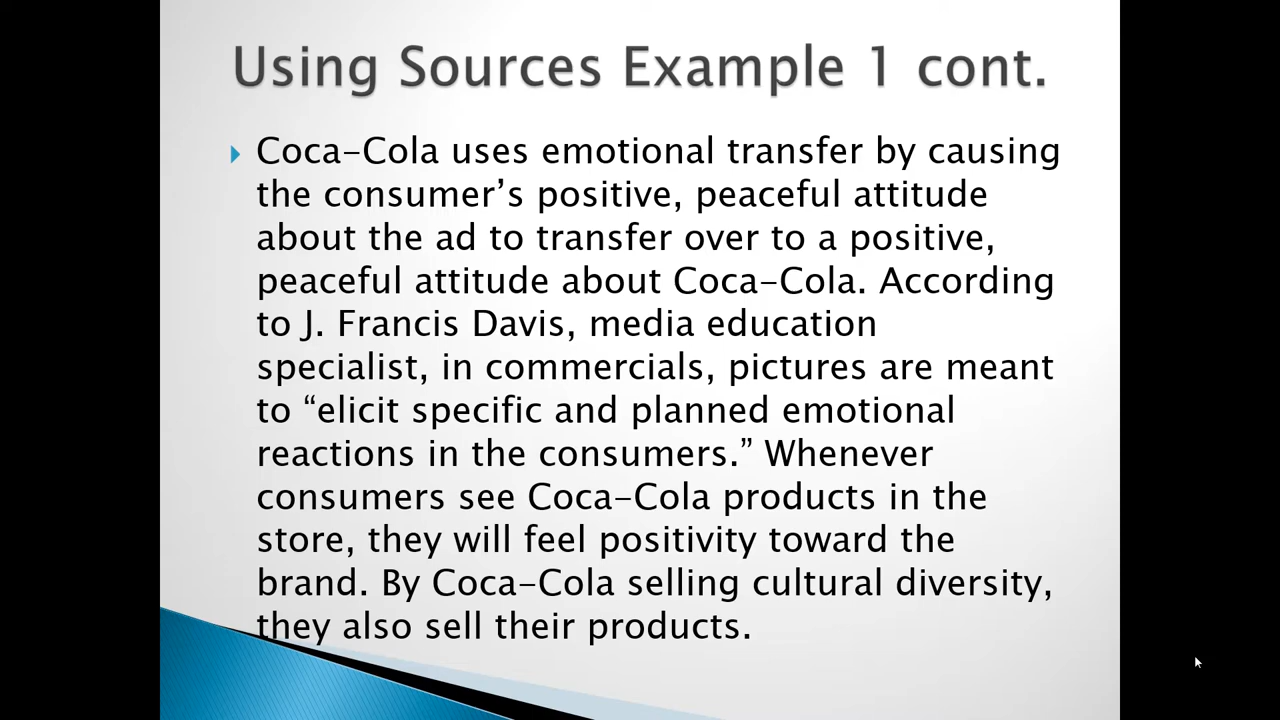 Using Sources Example 1 cont.
Coca-Cola uses emotional transfer by causing
the consumer’s positive, peaceful attitude
about the ad to transfer over to a positive,
peaceful attitude about Coca-Cola. According
to J. Francis Davis, media education
specialist, in commercials, pictures are meant
to “elicit specific and planned emotional
reactions in the consumers.” Whenever
consumers see Coca-Cola products in the
store, they will feel positivity toward the
brand. By Coca-Cola selling cultural diversity,
they also sell their products.